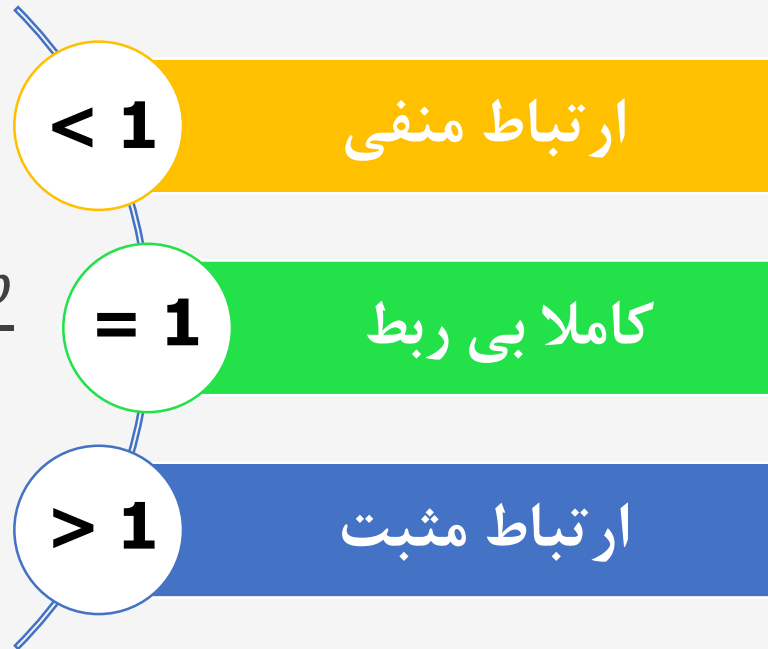 < 1
ارتباط منفی
= 1
کاملا بی ربط
> 1
ارتباط مثبت